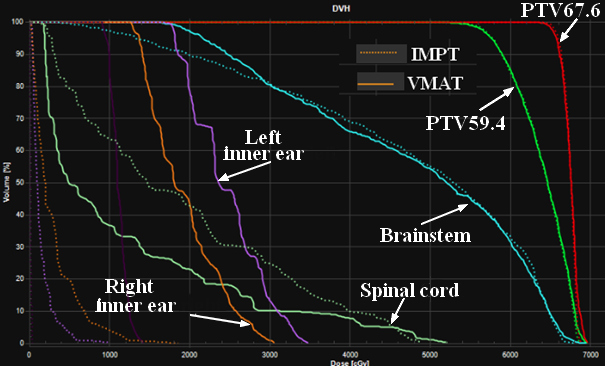 DVH
PTV67.6
100
IMPT
90
VMAT
80
PTV59.4
70
Left
inner ear
60
Volume [%]
50
40
Brainstem
30
Right
inner ear
Spinal cord
20
10
0
0 1000 2000 3000 4000 5000 6000 7000
Dose [cGy]